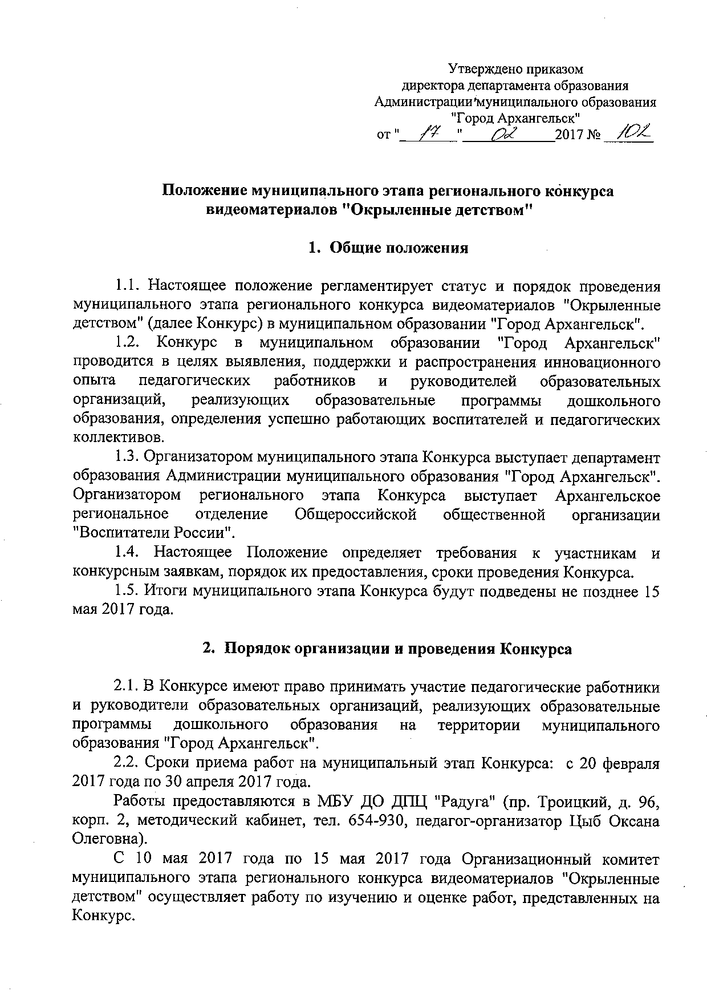 Утверждено приказом
директора департамента образования
Администрации муниципального образования
"Город Архангельск"
от " 17 " 02 2017 № 102
Положение муниципального этапа регионального конкурса
видеоматериалов "Окрыленные детством"
1. Общие положения
1.1. Настоящее положение регламентирует статус и порядок проведения
муниципального этапа регионального конкурса видеоматериалов "Окрыленные
детством" (далее Конкурс) в муниципальном образовании "Город Архангельск".
1.2. Конкурс в муниципальном образовании "Город Архангельск"
проводится в целях выявления, поддержки и распространения инновационного
опыта педагогических работников и руководителей образовательных
организаций, реализующих образовательные программы дошкольного
образования, определения успешно работающих воспитателей и педагогических
коллективов.
1.3. Организатором муниципального этапа Конкурса выступает департамент
образования Администрации муниципального образования "Город Архангельск".
Организатором регионального этапа Конкурса выступает Архангельское
региональное отделение Общероссийской общественной организации
"Воспитатели России".
1.4. Настоящее Положение определяет требования к участникам и
конкурсным заявкам, порядок их предоставления, сроки проведения Конкурса.
1.5. Итоги муниципального этапа Конкурса будут подведены не позднее 15
мая 2017 года.
2. Порядок организации и проведения Конкурса
2.1. В Конкурсе имеют право принимать участие педагогические работники
и руководители образовательных организаций, реализующих образовательные
программы дошкольного образования на территории муниципального
образования "Город Архангельск".
2.2. Сроки приема работ на муниципальный этап Конкурса: с 20 февраля
2017 года по 30 апреля 2017 года.
Работы предоставляются в МБУ ДО ДПЦ "Радуга" (пр. Троицкий, д. 96,
корп. 2, методический кабинет, тел. 654-930, педагог-организатор Цыб Оксана
Олеговна).
С 10 мая 2017 года по 15 мая 2017 года Организационный комитет
муниципального этапа регионального конкурса видеоматериалов "Окрыленные
детством" осуществляет работу по изучению и оценке работ, представленных на
Конкурс.